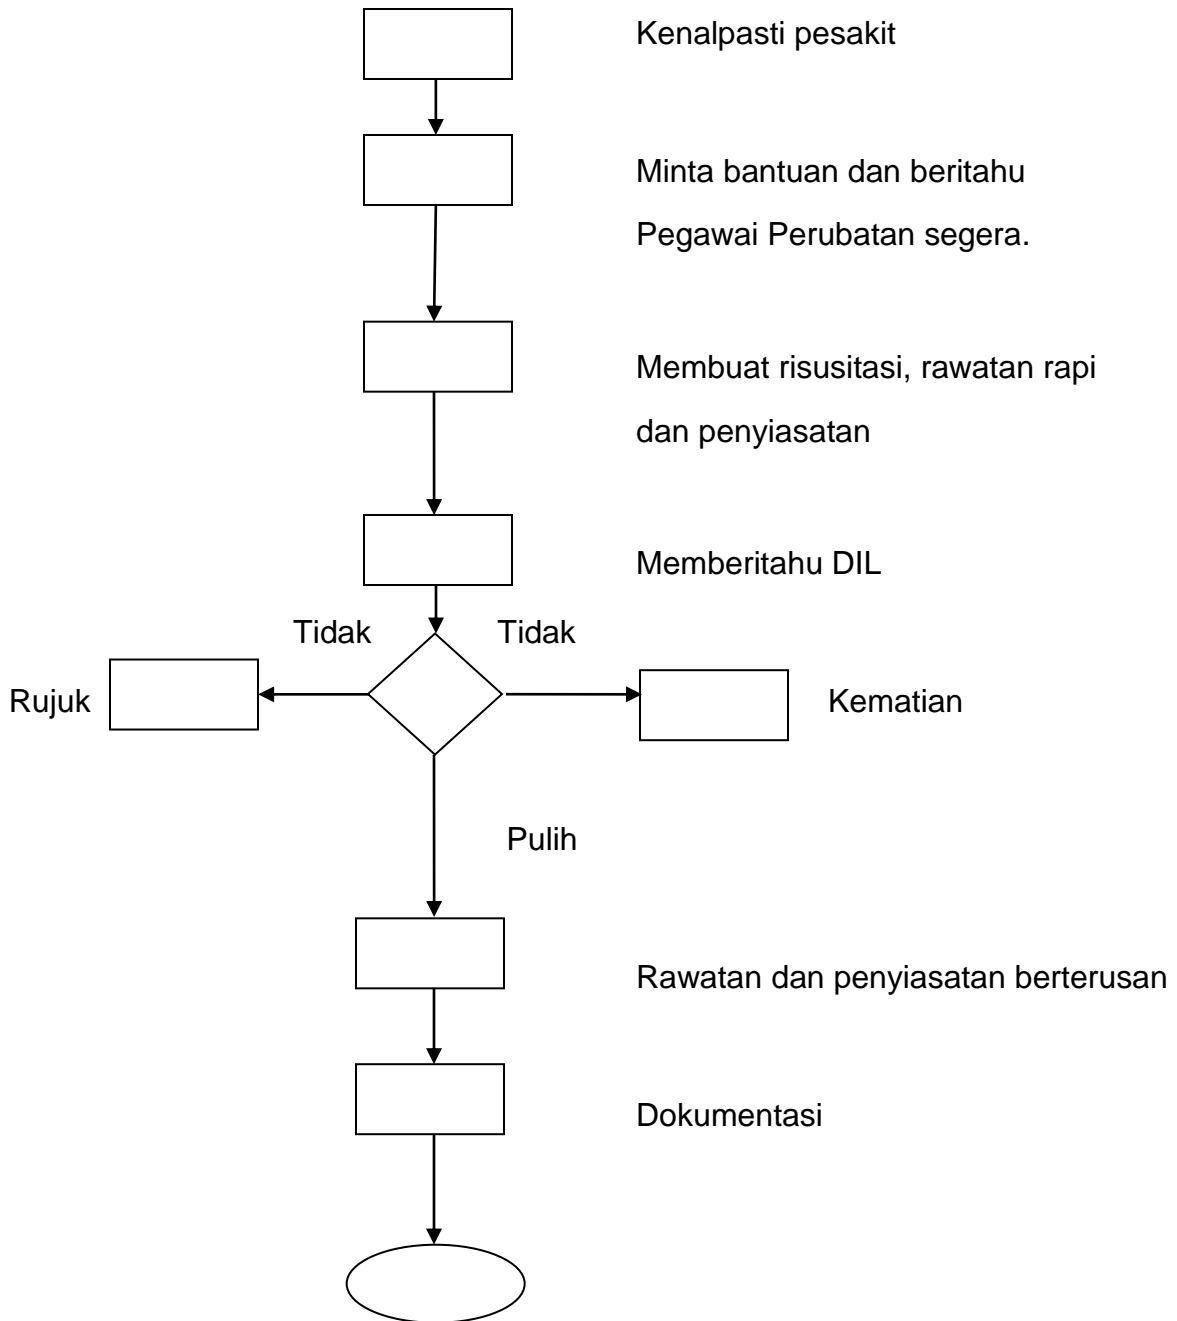 Kenalpasti pesakit
Minta bantuan dan beritahu
Pegawai Perubatan segera.
Membuat risusitasi, rawatan rapi
dan penyiasatan
Memberitahu DIL
Tidak
Tidak
Rujuk
Kematian
Pulih
Rawatan dan penyiasatan berterusan
Dokumentasi